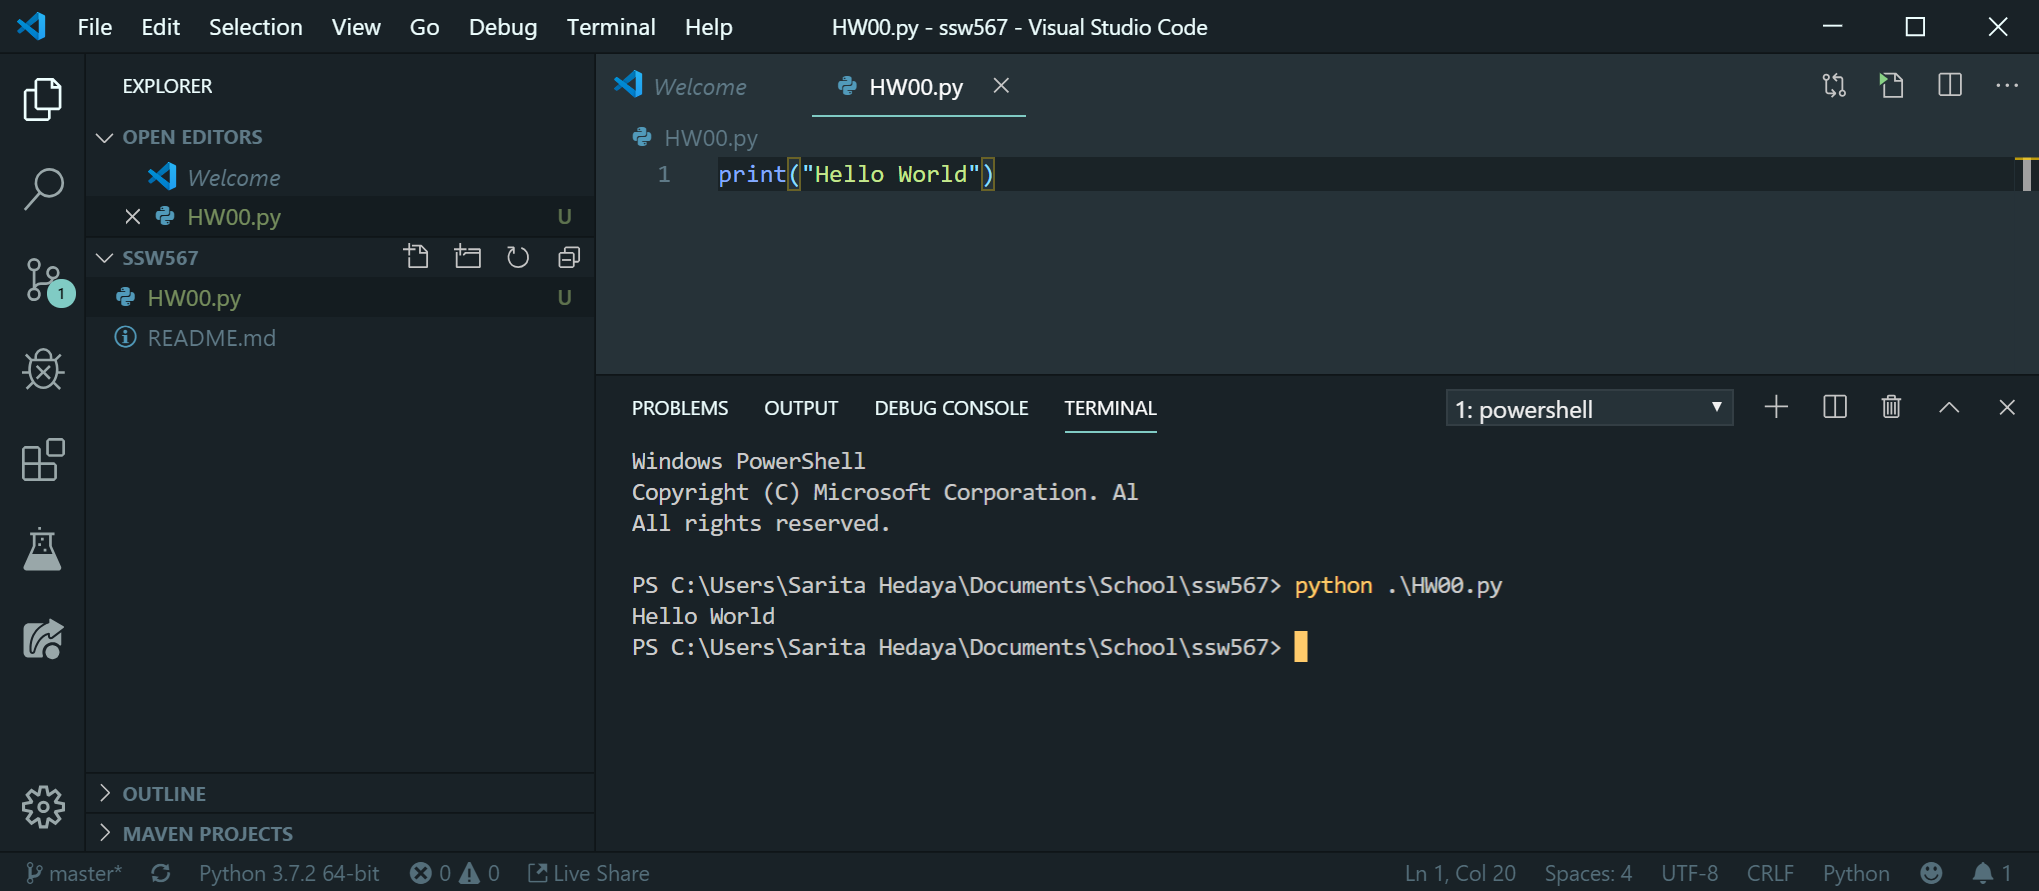 File Edit Selection View Go Debug Terminal Help HW00.py - ssw567 - Visual Studio Code
EXPLORER
OPEN EDITORS
Welcome
HW00.py U
SSW567
HW00.py U
README.md
OUTLINE
MAVEN PROJECTS
1
Welcome HW00.py
HW00.py
1 print("Hello World")
PROBLEMS OUTPUT DEBUG CONSOLE TERMINAL 1: powershell
Windows PowerShell
Copyright (C) Microsoft Corporation. Al
All rights reserved.
PS C:\Users\Sarita Hedaya\Documents\School\ssw567> python .\HW00.py
Hello World
PS C:\Users\Sarita Hedaya\Documents\School\ssw567>
master* Python 3.7.2 64-bit 0 0 Live Share Ln 1, Col 20 Spaces: 4 UTF-8 CRLF Python 1